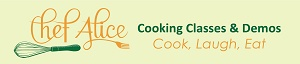 Chef Alice
Cooking Classes & Demos
Cook, Laugh, Eat